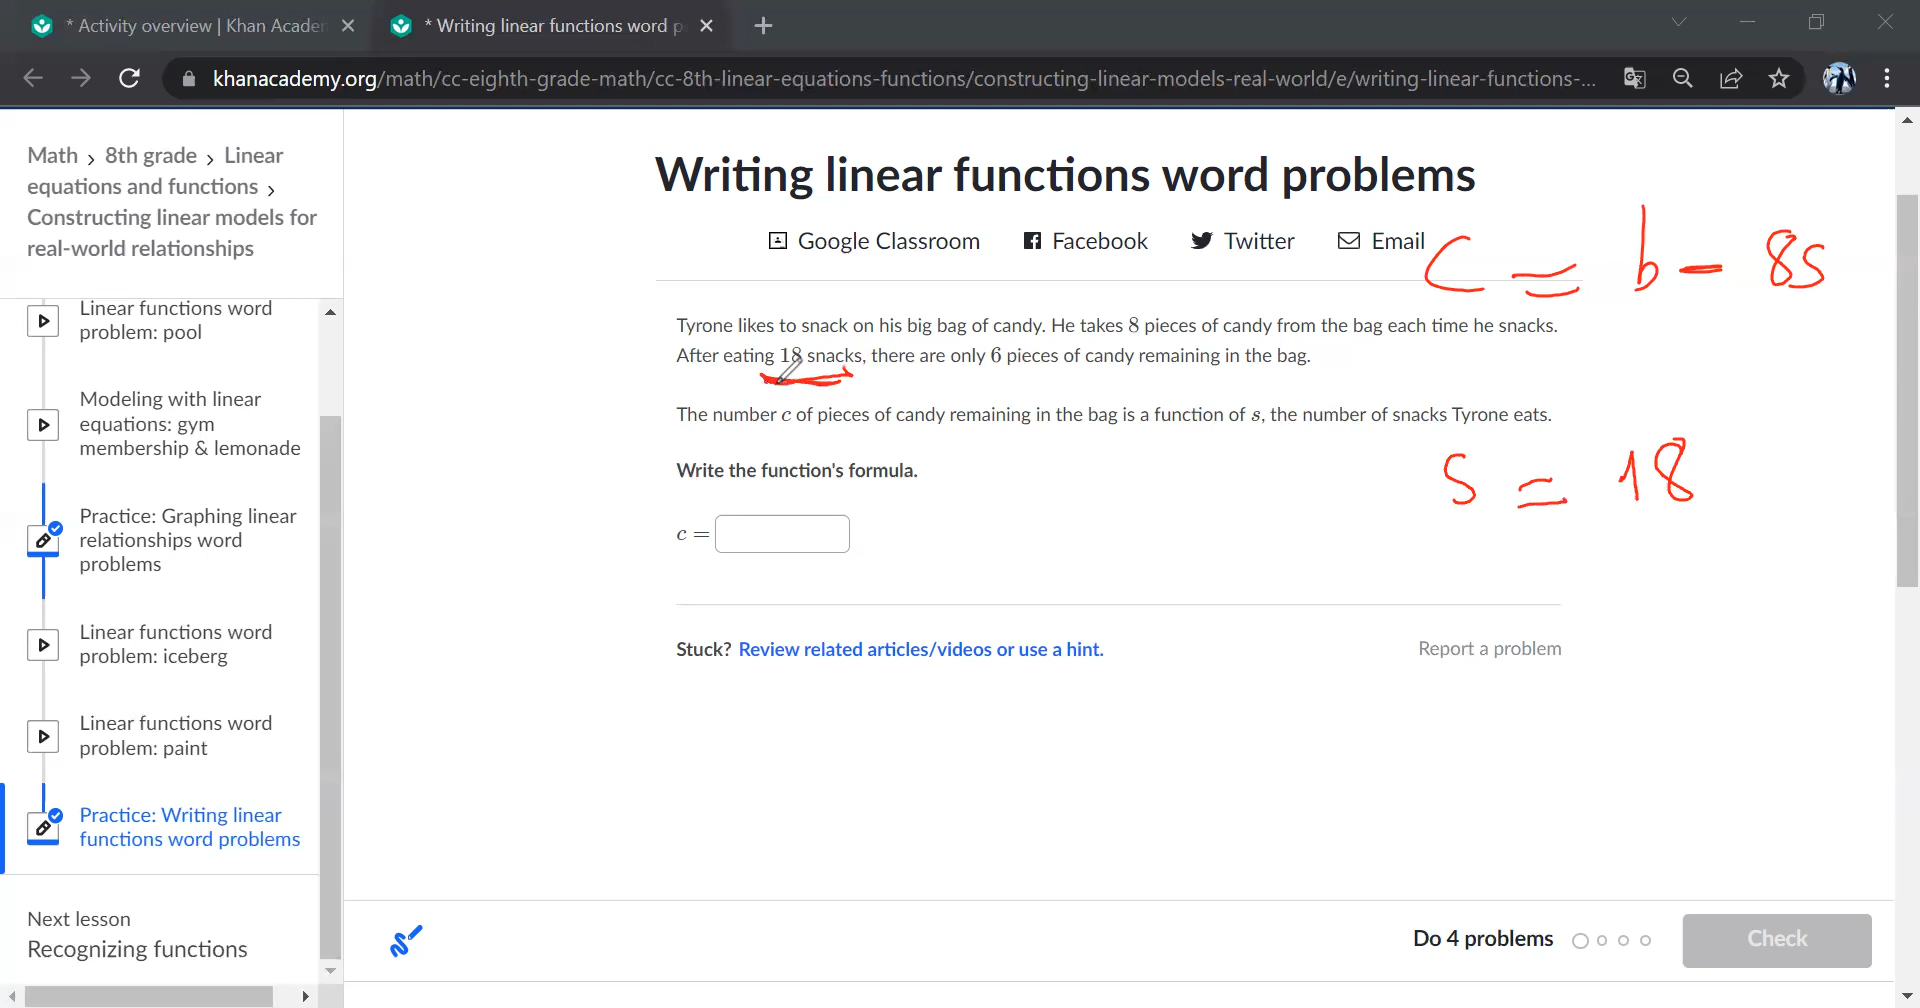 * Activity overview | Khan Acader
* Writing linear functions word p
khanacademy.org/math/cc-eighth-grade-math/cc-8th-linear-equations-functions/constructing-linear-models-real-world/e/writing-linear-functions-...
Math > 8th grade > Linear
equations and functions >
Constructing linear models for
real-world relationships
Linear functions word
problem: pool
Modeling with linear
equations: gym
membership & lemonade
Practice: Graphing linear
relationships word
problems
Linear functions word
problem: iceberg
Linear functions word
problem: paint
Practice: Writing linear
functions word problems
Next lesson
Recognizing functions
Writing linear functions word problems
Google Classroom Facebook Twitter Email
C = b - 8s
Tyrone likes to snack on his big bag of candy. He takes 8 pieces of candy from the bag each time he snacks.
After eating 18 snacks, there are only 6 pieces of candy remaining in the bag.
The number c of pieces of candy remaining in the bag is a function of s, the number of snacks Tyrone eats.
Write the function's formula.
S = 18
c =
Stuck? Review related articles/videos or use a hint.
Report a problem
Do 4 problems
Check